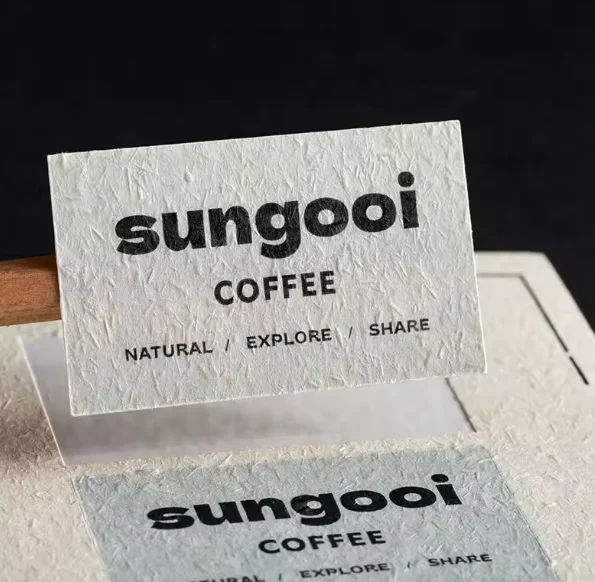 sungooi
COFFEE
NATURAL / EXPLORE / SHARE
sungooi
COFFEE
/ EXPLORE / SHARE